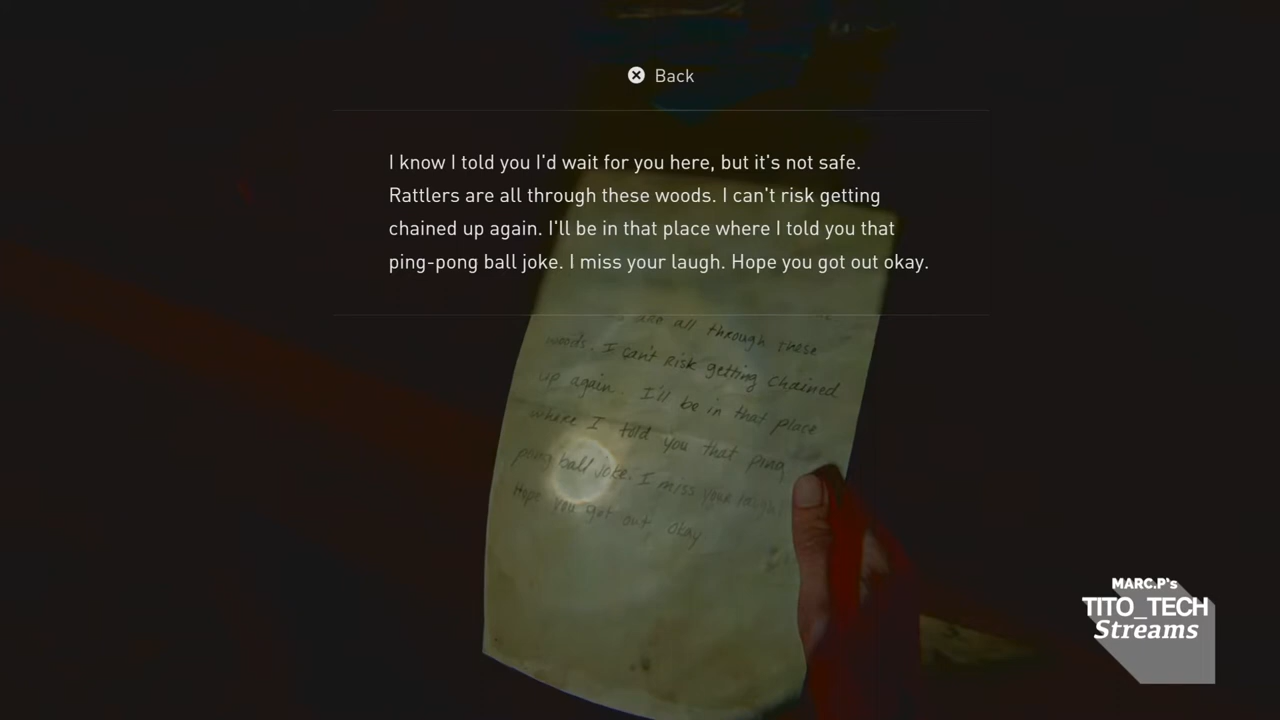 Back
I know I told you I'd wait for you here, but it's not safe.
Rattlers are all through these woods. I can't risk getting
chained up again. I'll be in that place where I told you that
ping-pong ball joke. I miss your laugh. Hope you got out okay.
are all through these
woods. I can't risk getting chained
up again. I'll be in that place
where I told you that ping
pong ball joke. I miss your laugh
Hope you got out okay
MARC.P's
TITO_TECH
Streams